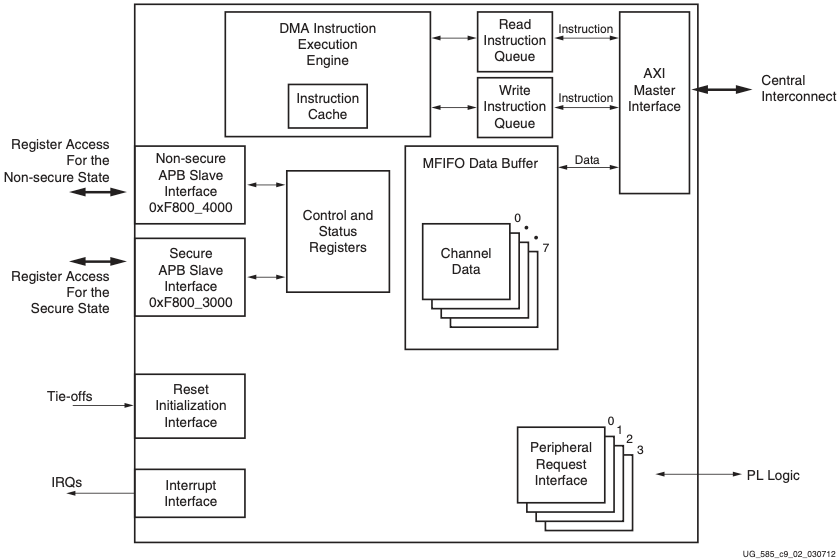 DMA Instruction
Execution
Engine
Instruction
Cache
Read
Instruction
Queue
Instruction
Write
Instruction
Queue
Instruction
AXI
Master
Interface
Central
Interconnect
Register Access
For the
Non-secure State
Non-secure
APB Slave
Interface
0xF800_4000
Control and
Status
Registers
MFIFO Data Buffer
Data
0
7
Channel
Data
Register Access
For the
Secure State
Secure
APB Slave
Interface
0xF800_3000
Tie-offs
Reset
Initialization
Interface
IRQs
Interrupt
Interface
0
1
2
3
Peripheral
Request
Interface
PL Logic
UG_585_c9_02_030712